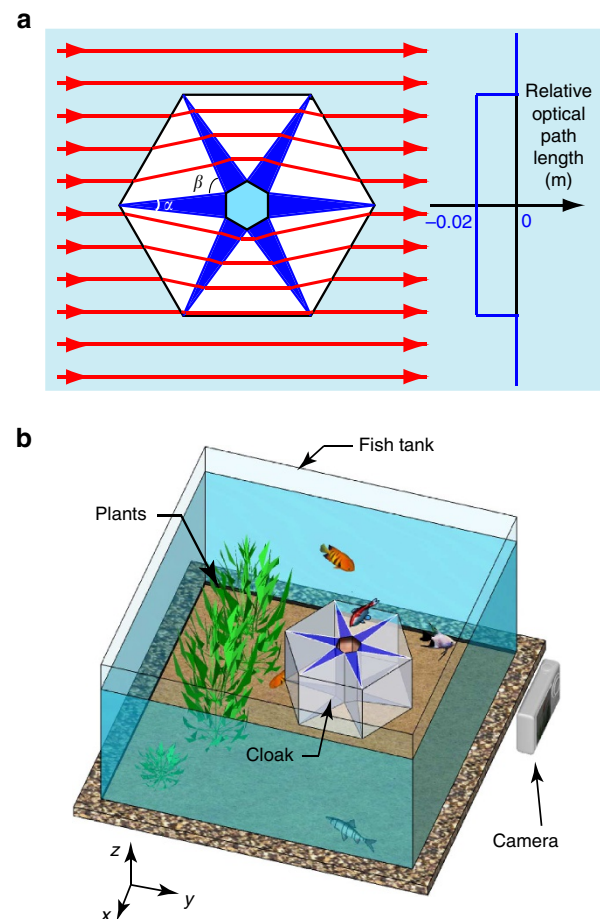 a
Relative
optical
path
length
(m)
β
α
−0.02
0
b
Fish tank
Plants
Cloak
Camera
z
y
x